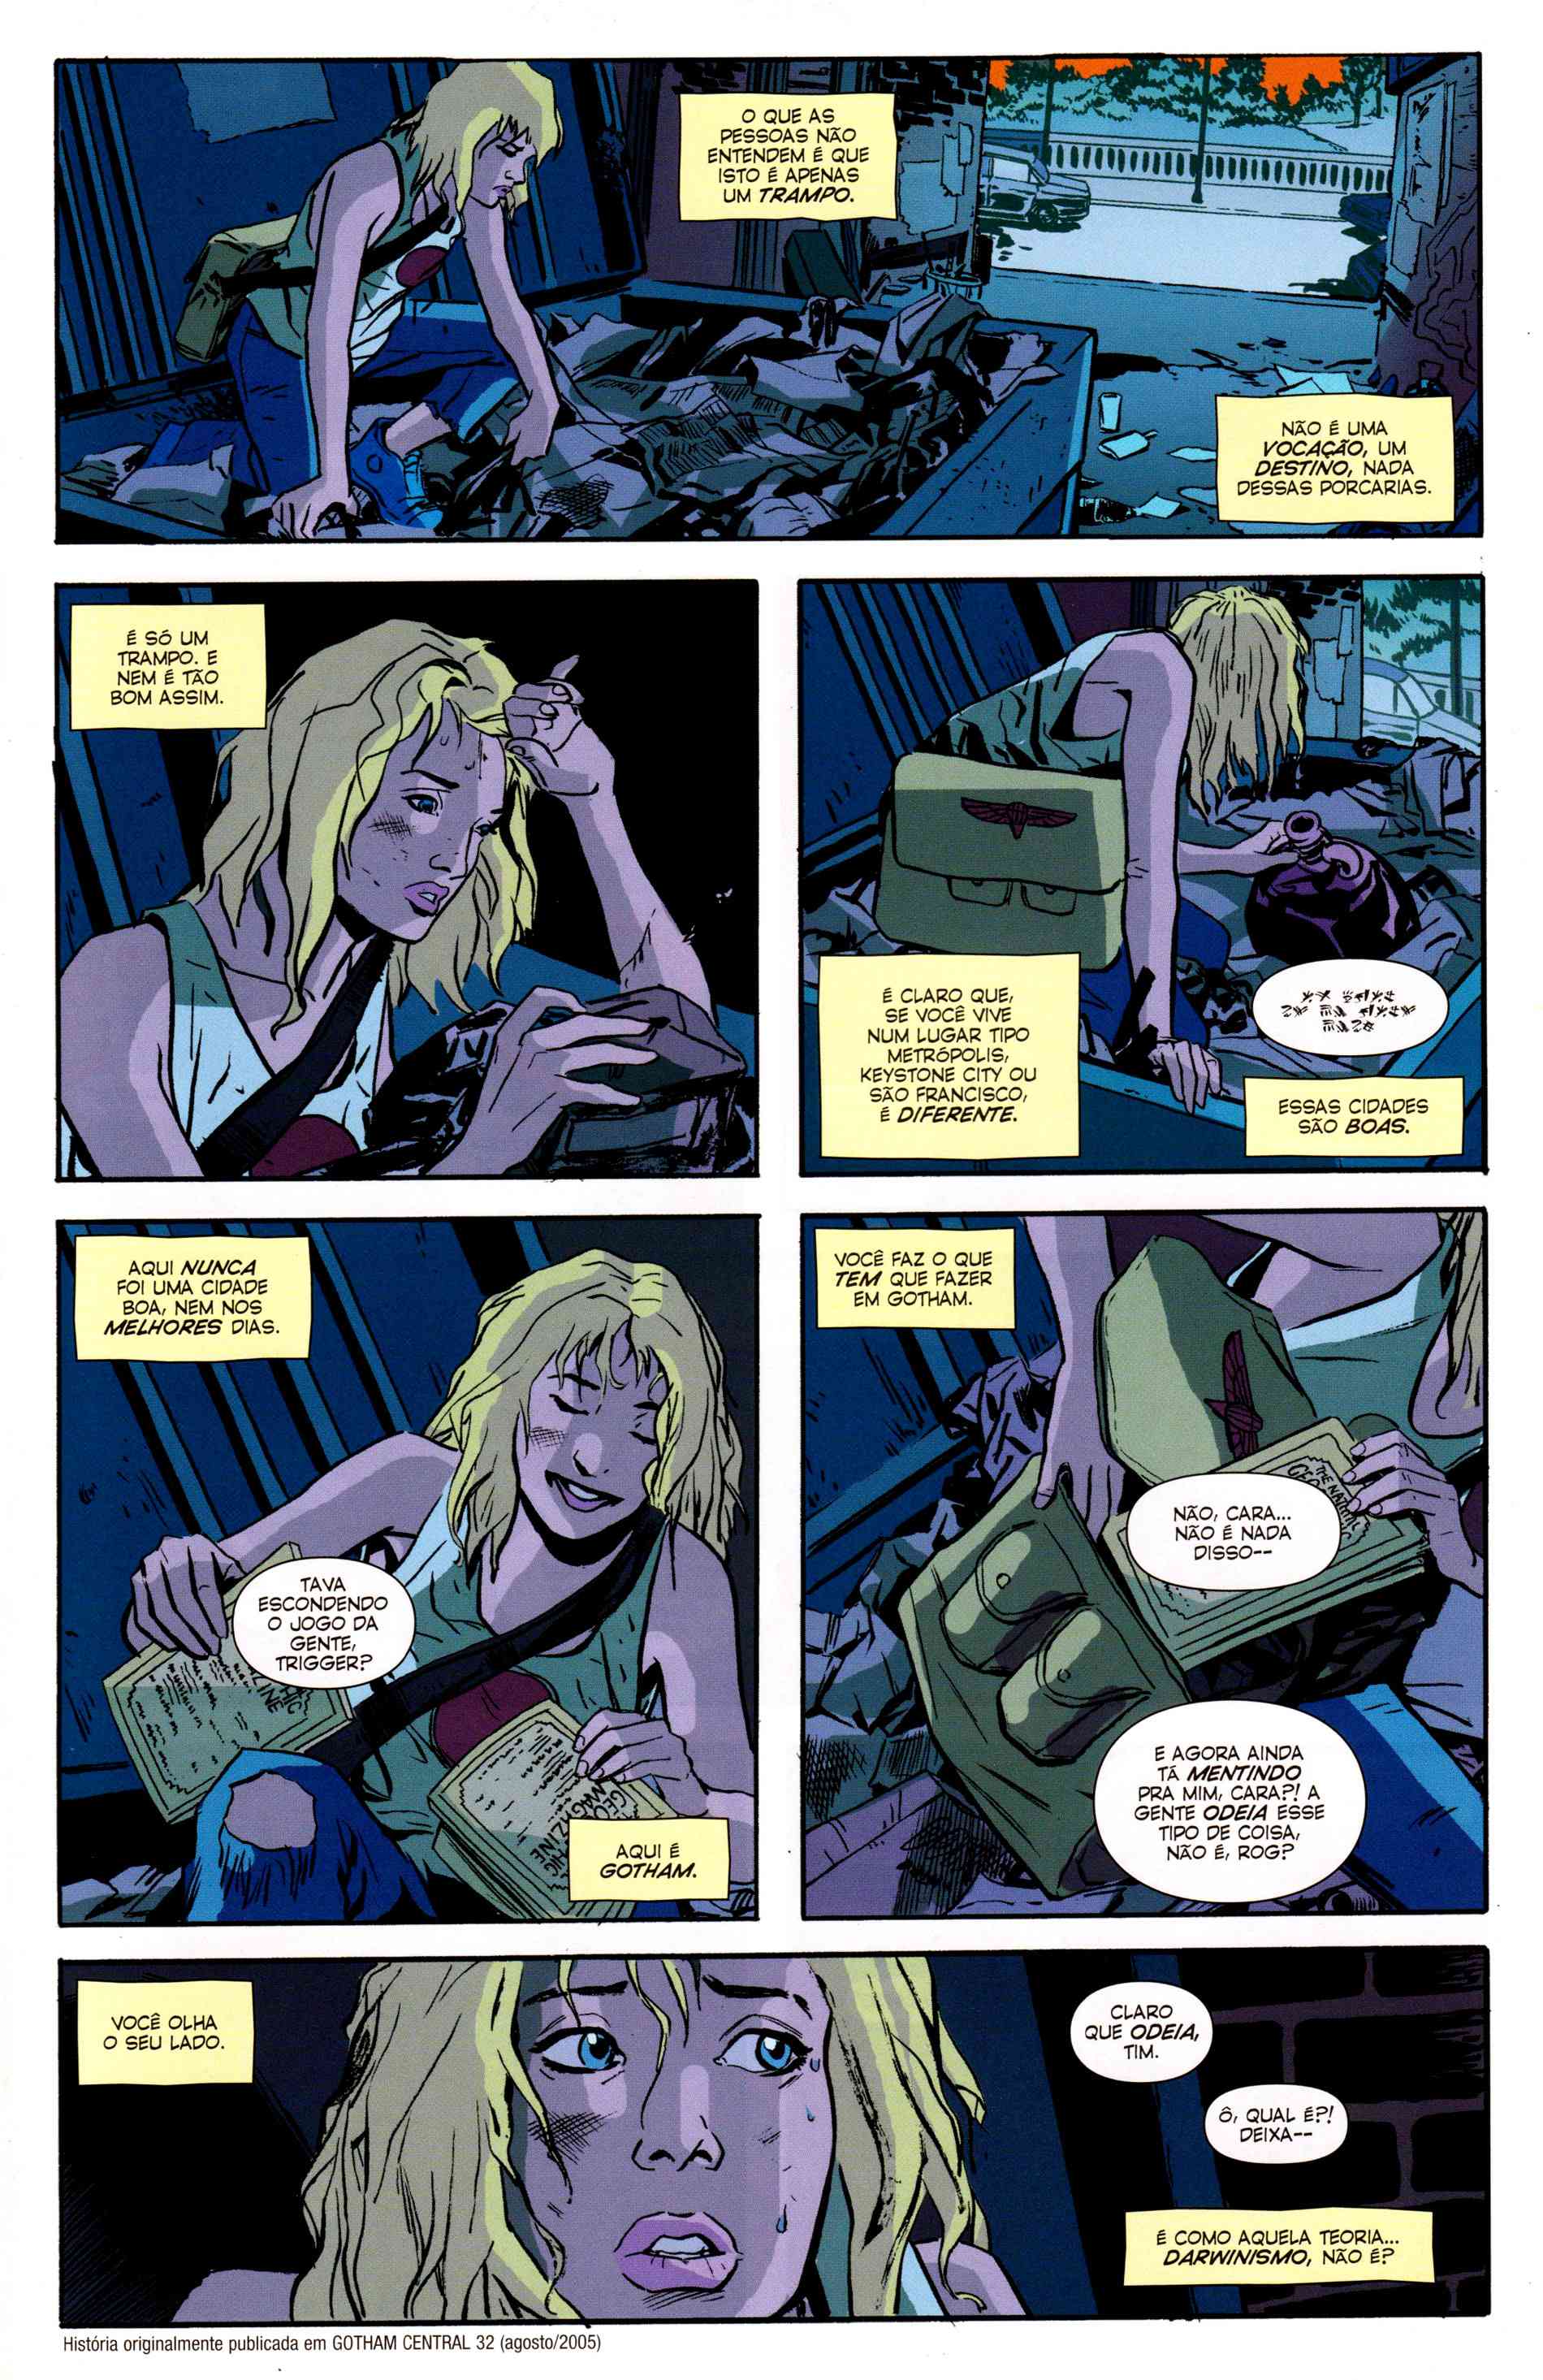 O QUE AS
PESSOAS NÃO
ENTENDEM É QUE
ISTO É APENAS
UM TRAMPO.
NÃO É UMA
VOCAÇÃO, UM
DESTINO, NADA
DESSAS PORCARIAS.
É SÓ UM
TRAMPO. E
NEM É TÃO
BOM ASSIM.
É CLARO QUE,
SE VOCÊ VIVE
NUM LUGAR TIPO
METRÓPOLIS,
KEYSTONE CITY OU
SÃO FRANCISCO,
É DIFERENTE.
ESSAS CIDADES
SÃO BOAS.
AQUI NUNCA
FOI UMA CIDADE
BOA, NEM NOS
MELHORES DIAS.
TAVA
ESCONDENDO
O JOGO DA
GENTE,
TRIGGER?
AQUI É
GOTHAM.
VOCÊ FAZ O QUE
TEM QUE FAZER
EM GOTHAM.
NÃO, CARA...
NÃO É NADA
DISSO--
E AGORA AINDA
TÁ MENTINDO
PRA MIM, CARA?! A
GENTE ODEIA ESSE
TIPO DE COISA,
NÃO É, ROG?
VOCÊ OLHA
O SEU LADO.
CLARO
QUE ODEIA,
TIM.
Ô, QUAL É?!
DEIXA--
É COMO AQUELA TEORIA...
DARWINISMO, NÃO É?
História originalmente publicada em GOTHAM CENTRAL 32 (agosto/2005)